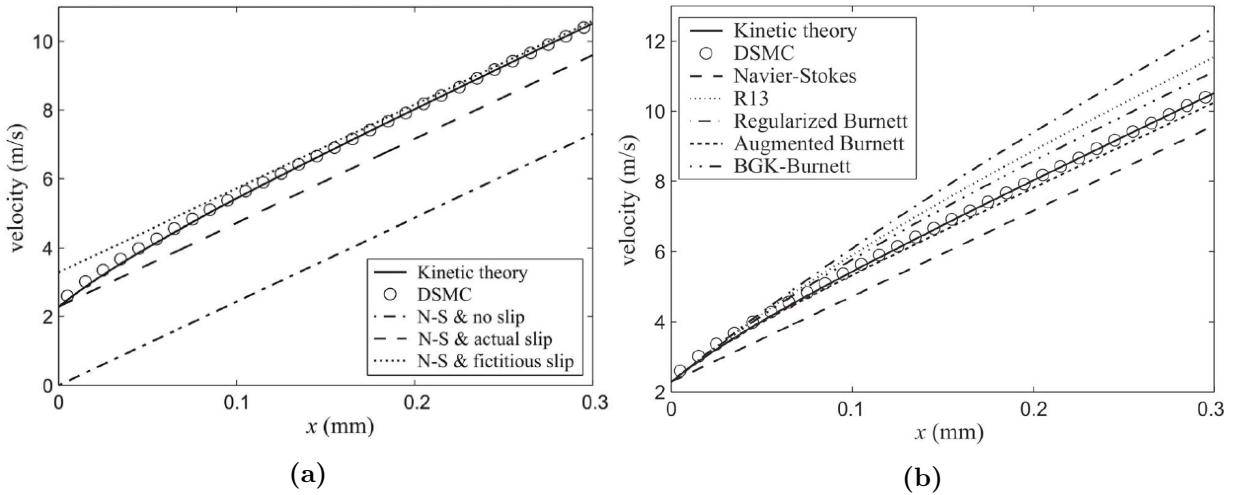 10
8
6
4
2
0
velocity (m/s)
Kinetic theory
DSMC
N-S & no slip
N-S & actual slip
N-S & fictitious slip
0
0.1
0.2
0.3
x (mm)
(a)
12
10
8
6
4
2
velocity (m/s)
Kinetic theory
DSMC
Navier-Stokes
R13
Regularized Burnett
Augmented Burnett
BGK-Burnett
0
0.1
0.2
0.3
x (mm)
(b)